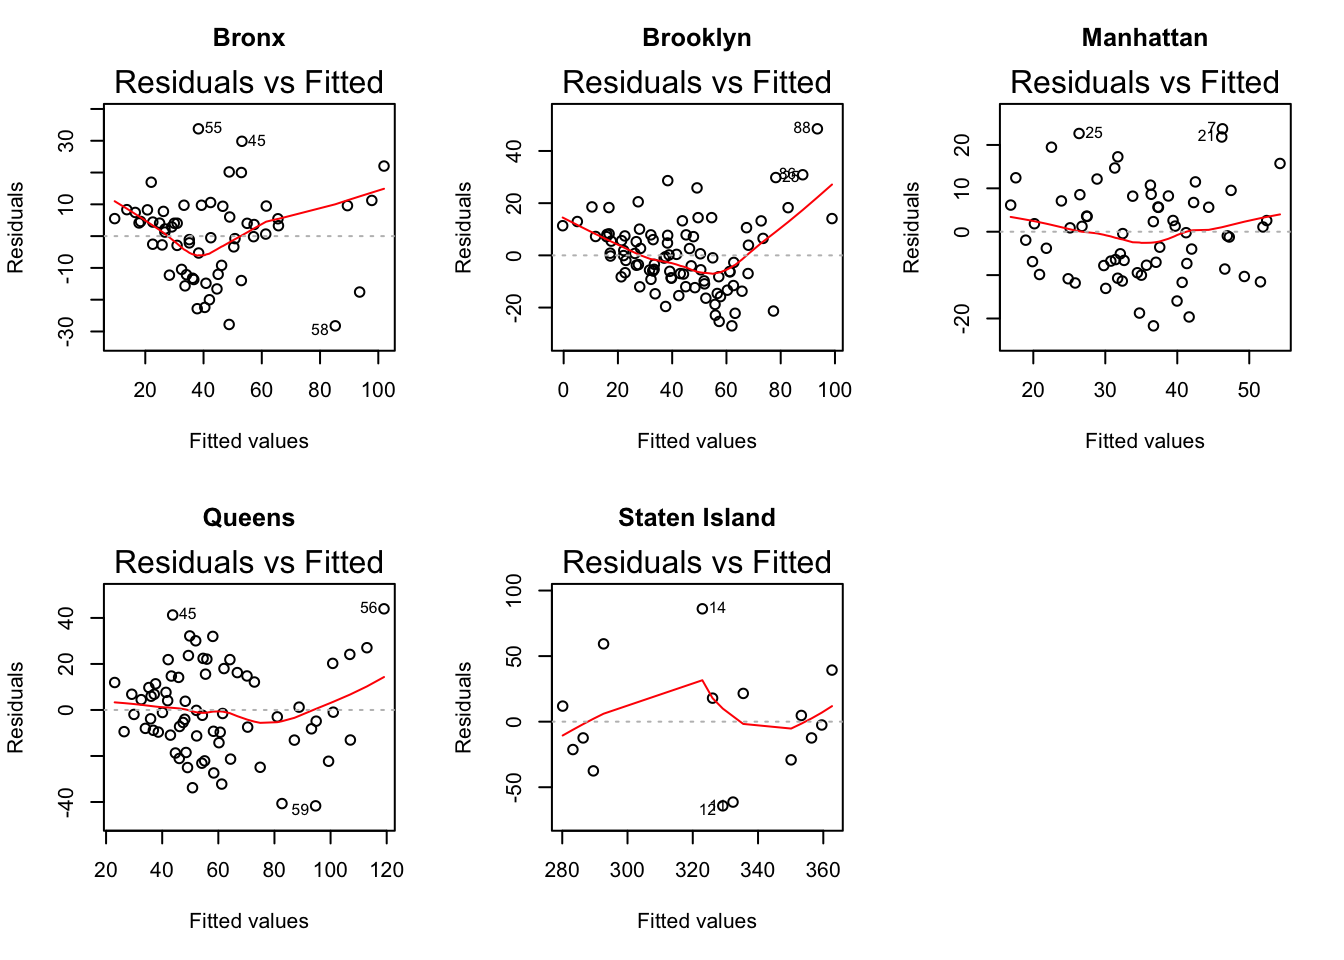 Bronx
Residuals vs Fitted
Residuals
30
10
-10
-30
55
45
58
20 40 60 80 100
Fitted values
Brooklyn
Residuals vs Fitted
Residuals
40
20
0
-20
88
86
0 20 40 60 80 100
Fitted values
Manhattan
Residuals vs Fitted
Residuals
20
10
0
-20
25
7
21
20 30 40 50
Fitted values
Queens
Residuals vs Fitted
Residuals
40
20
0
-40
45
56
59
20 40 60 80 100 120
Fitted values
Staten Island
Residuals vs Fitted
Residuals
100
50
0
-50
14
12
280 300 320 340 360
Fitted values